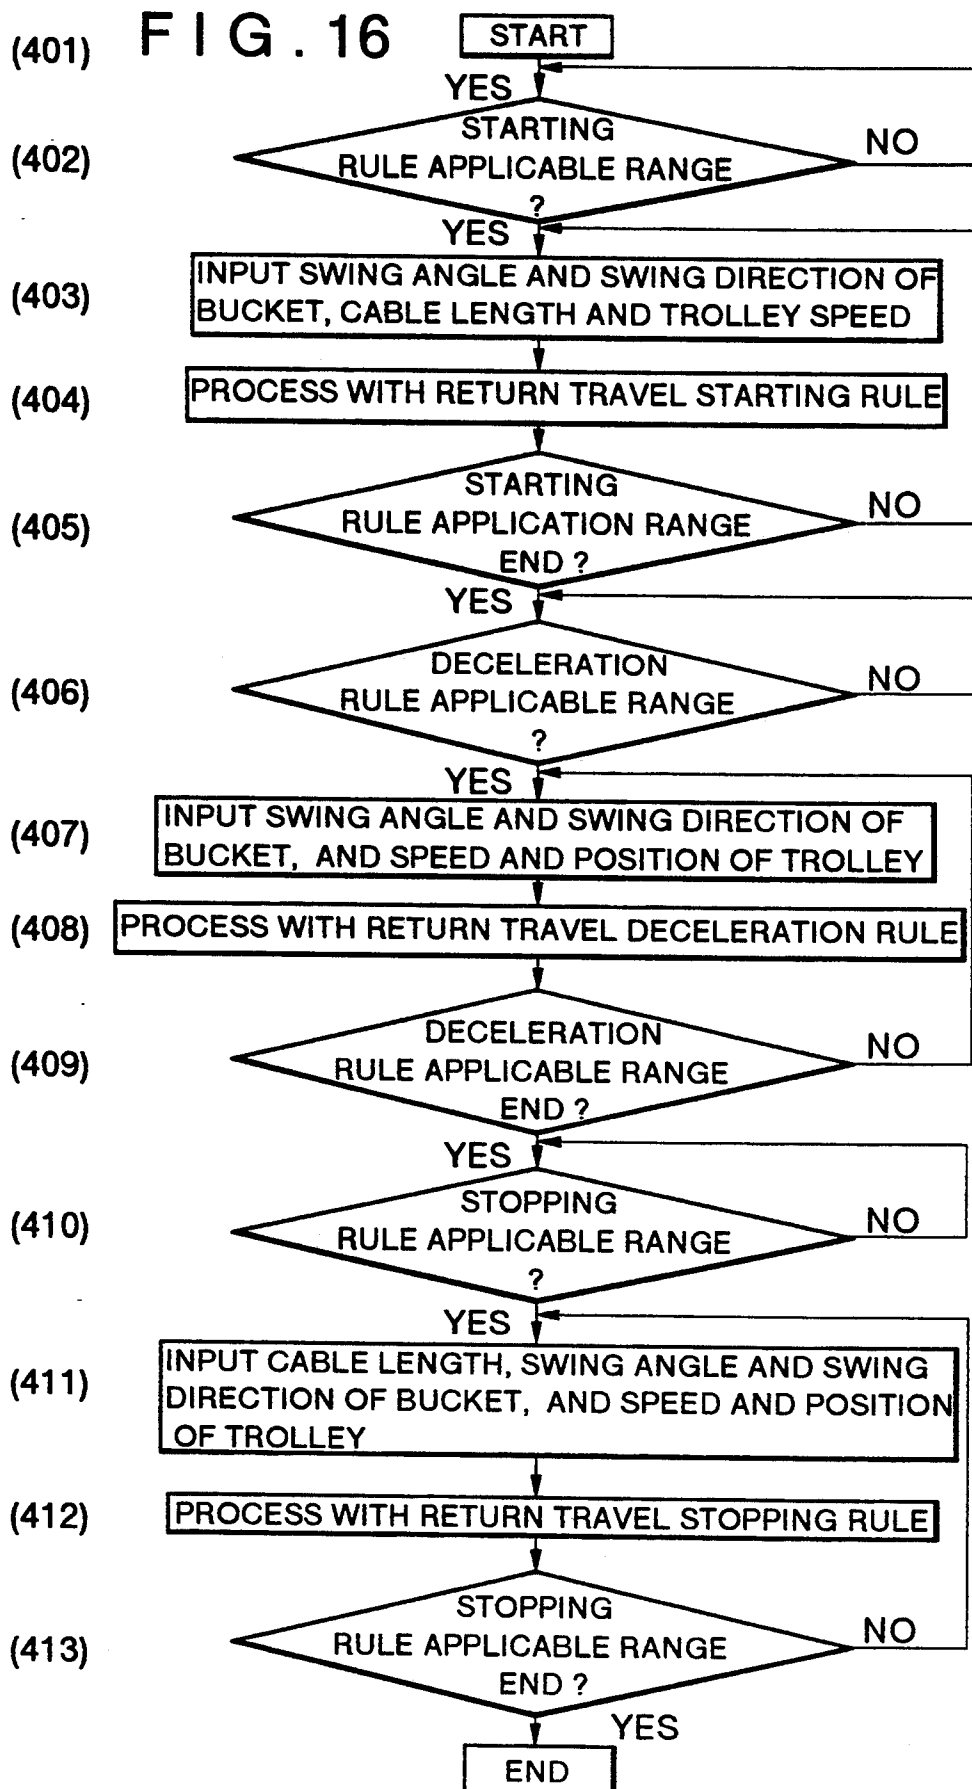 FIG.16
(401)
START
YES
(402)
STARTING
RULE APPLICABLE RANGE
?
NO
YES
(403)
INPUT SWING ANGLE AND SWING DIRECTION OF
BUCKET, CABLE LENGTH AND TROLLEY SPEED
(404)
PROCESS WITH RETURN TRAVEL STARTING RULE
(405)
STARTING
RULE APPLICATION RANGE
END ?
NO
YES
(406)
DECELERATION
RULE APPLICABLE RANGE
?
NO
YES
(407)
INPUT SWING ANGLE AND SWING DIRECTION OF
BUCKET, AND SPEED AND POSITION OF TROLLEY
(408)
PROCESS WITH RETURN TRAVEL DECELERATION RULE
(409)
DECELERATION
RULE APPLICABLE RANGE
END ?
NO
YES
(410)
STOPPING
RULE APPLICABLE RANGE
?
NO
YES
(411)
INPUT CABLE LENGTH, SWING ANGLE AND SWING
DIRECTION OF BUCKET, AND SPEED AND POSITION
OF TROLLEY
(412)
PROCESS WITH RETURN TRAVEL STOPPING RULE
(413)
STOPPING
RULE APPLICABLE RANGE
END ?
NO
YES
END